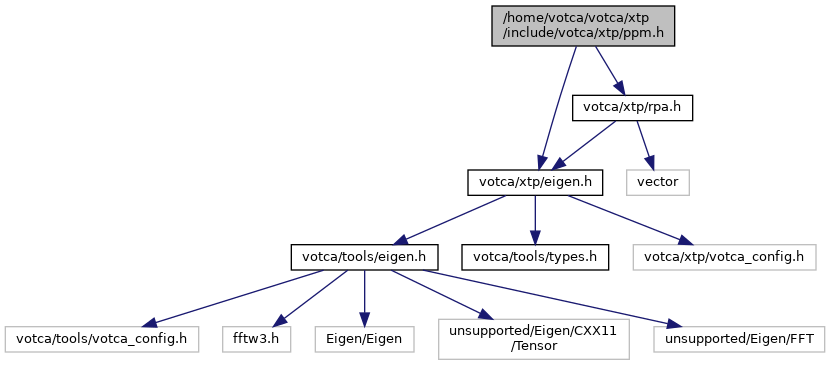 /home/votca/votca/xtp
/include/votca/xtp/ppm.h
votca/xtp/rpa.h
votca/xtp/eigen.h
vector
votca/tools/eigen.h
votca/tools/types.h
votca/xtp/votca_config.h
votca/tools/votca_config.h
fftw3.h
Eigen/Eigen
unsupported/Eigen/CXX11
/Tensor
unsupported/Eigen/FFT